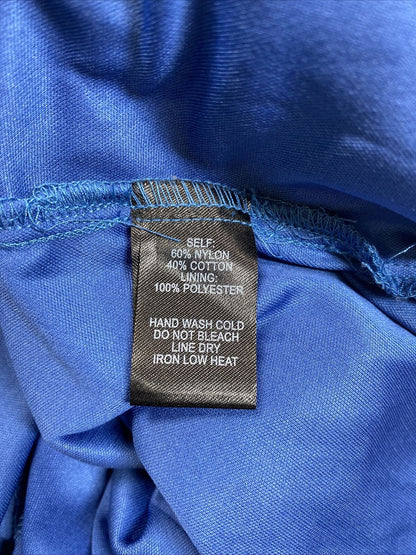 SELF:
60% NYLON
40% COTTON
LINING:
100% POLYESTER
HAND WASH COLD
DO NOT BLEACH
LINE DRY
IRON LOW HEAT